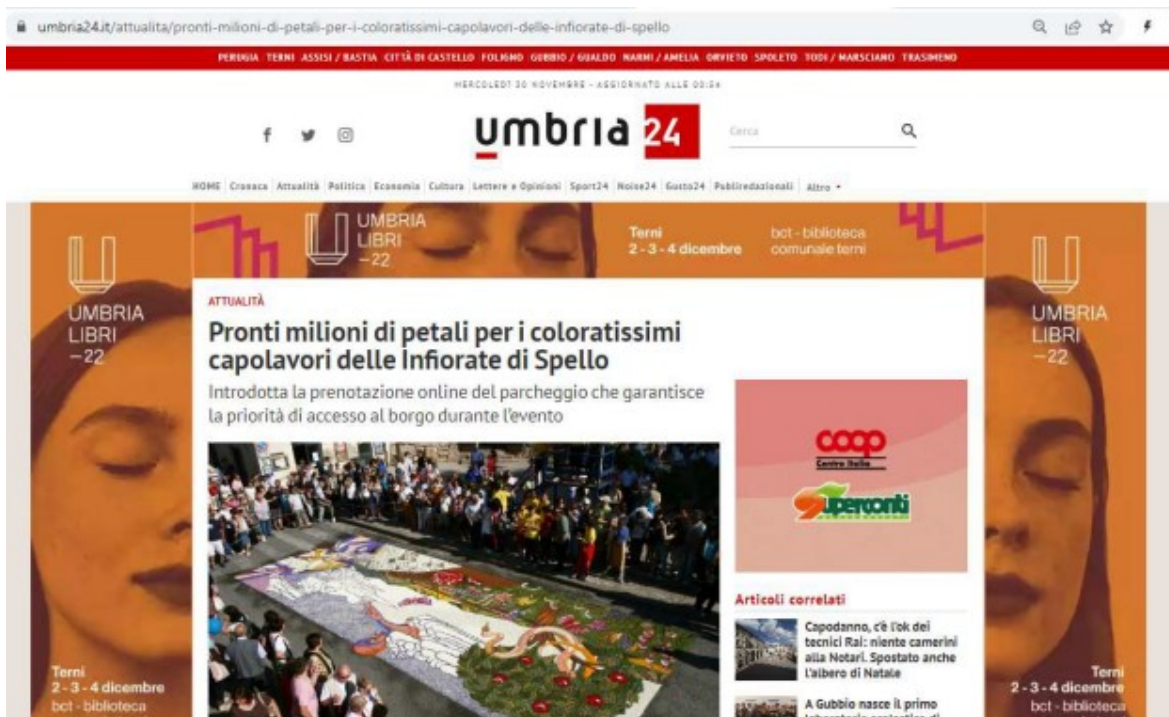 umbria24.it/attualita/pronti-milioni-di-petali-per-i-coloratissimi-capolavori-delle-infiorate-di-spello
PERUGIA TERNI ASSISI / BASTIA CITTÀ DI CASTELLO FOLIGNO GUBBIO / GUALDO NARNI / AMELIA ORVIETO SPOLETO TODI / MARSCIANO TRASIMENO
MERCOLEDÌ 30 NOVEMBRE - AGGIORNATO ALLE
umbria 24
Cerca
HOME Cronaca Attualità Politica Economia Cultura Lettere e Opinioni Sport24 Noise24 Gusto24 Publiredazionali Altro
UMBRIA
LIBRI
–22
Terni
2 - 3 - 4 dicembre
bct - biblioteca
comunale terni
UMBRIA
LIBRI
–22
UMBRIA
LIBRI
–22
ATTUALITÀ
Pronti milioni di petali per i coloratissimi
capolavori delle Infiorate di Spello
Introdotta la prenotazione online del parcheggio che garantisce
la priorità di accesso al borgo durante l'evento
coop
Centro Italia
Superconti
Articoli correlati
Capodanno, c'è l'ok dei
tecnici Rai: niente camerini
alla Notari. Spostato anche
l'albero di Natale
A Gubbio nasce il primo
Terni
2 - 3 - 4 dicembre
bct - biblioteca
Terni
2 - 3 - 4 dicembre
bct - biblioteca